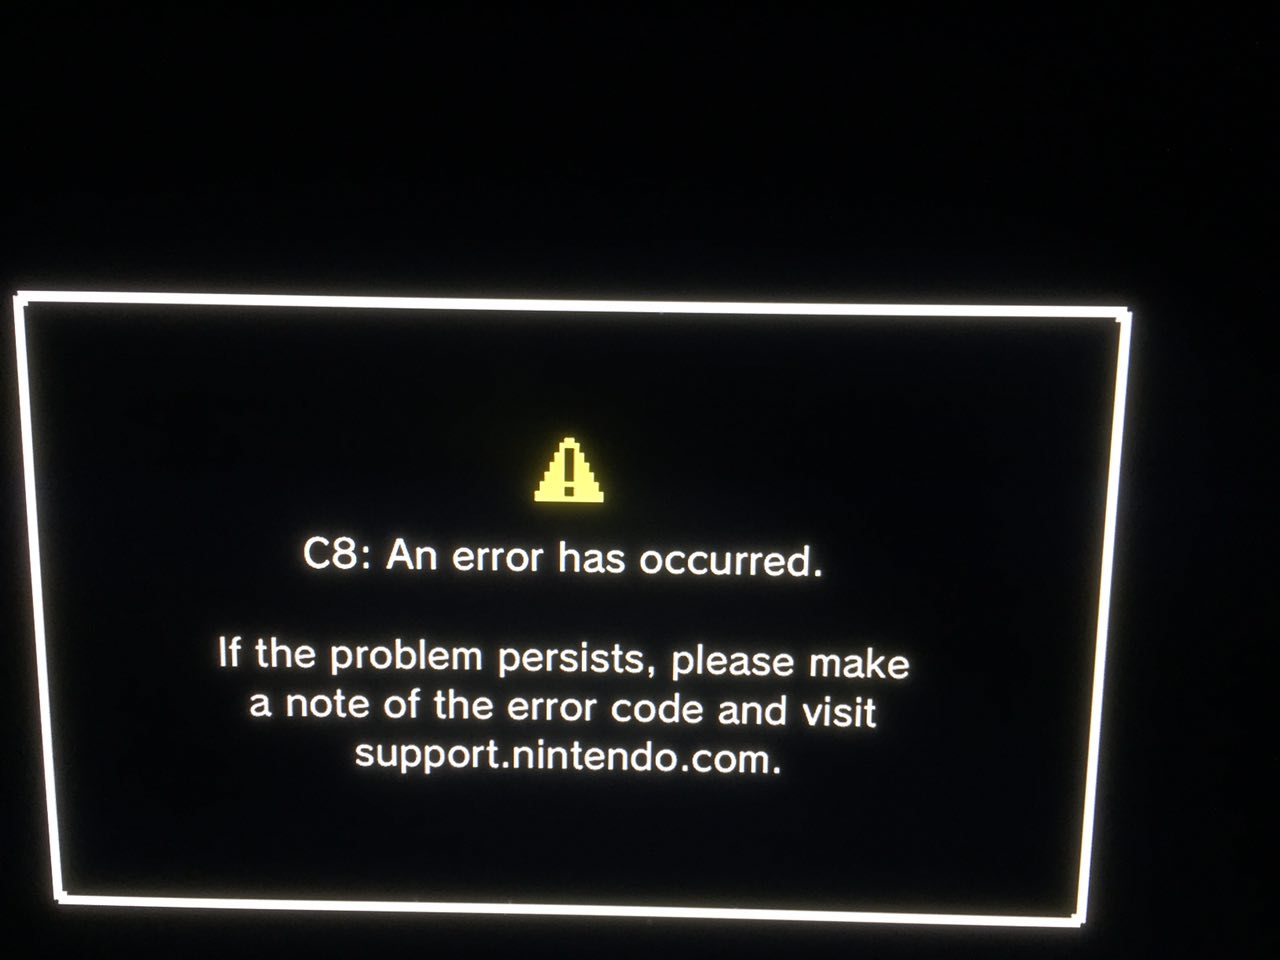 C8: An error has occurred.
If the problem persists, please make
a note of the error code and visit
support.nintendo.com.